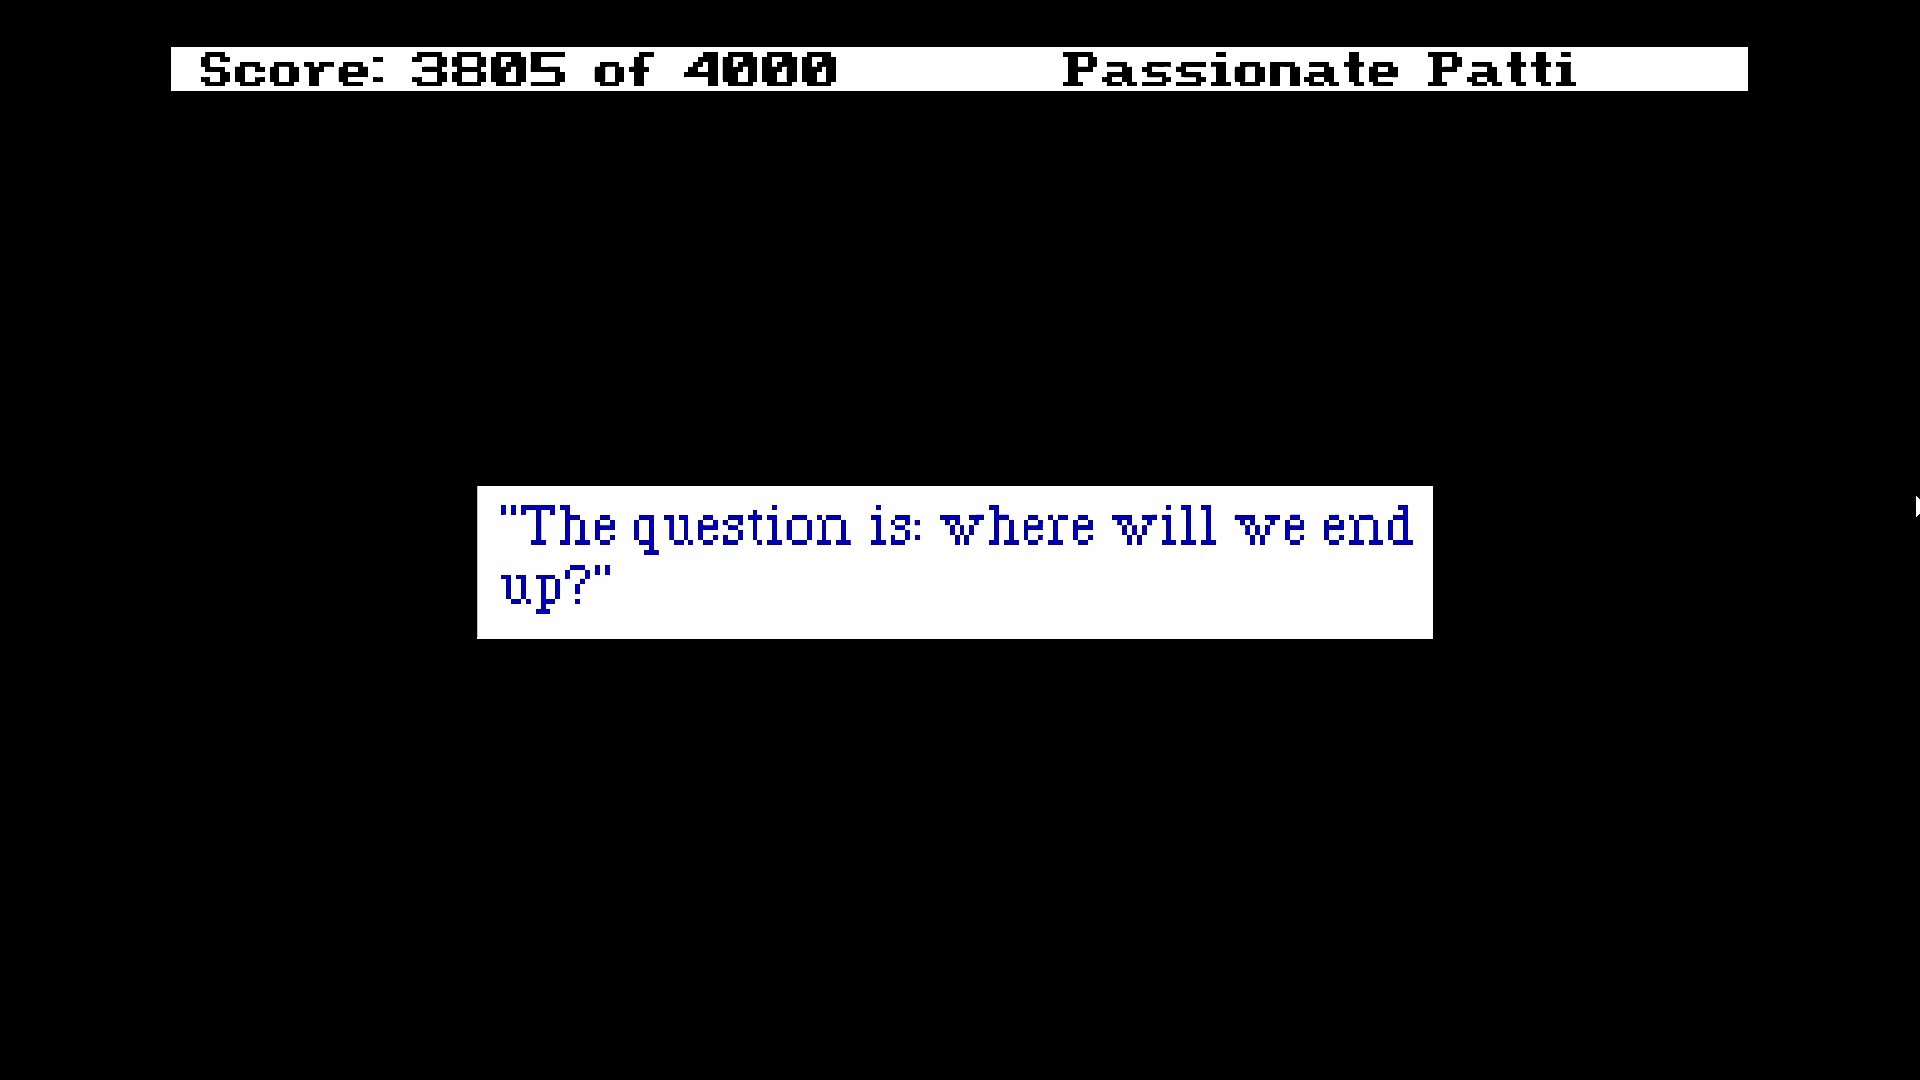 Score: 3805 of 4000 Passionate Patti
"The question is: where will we end
up?"